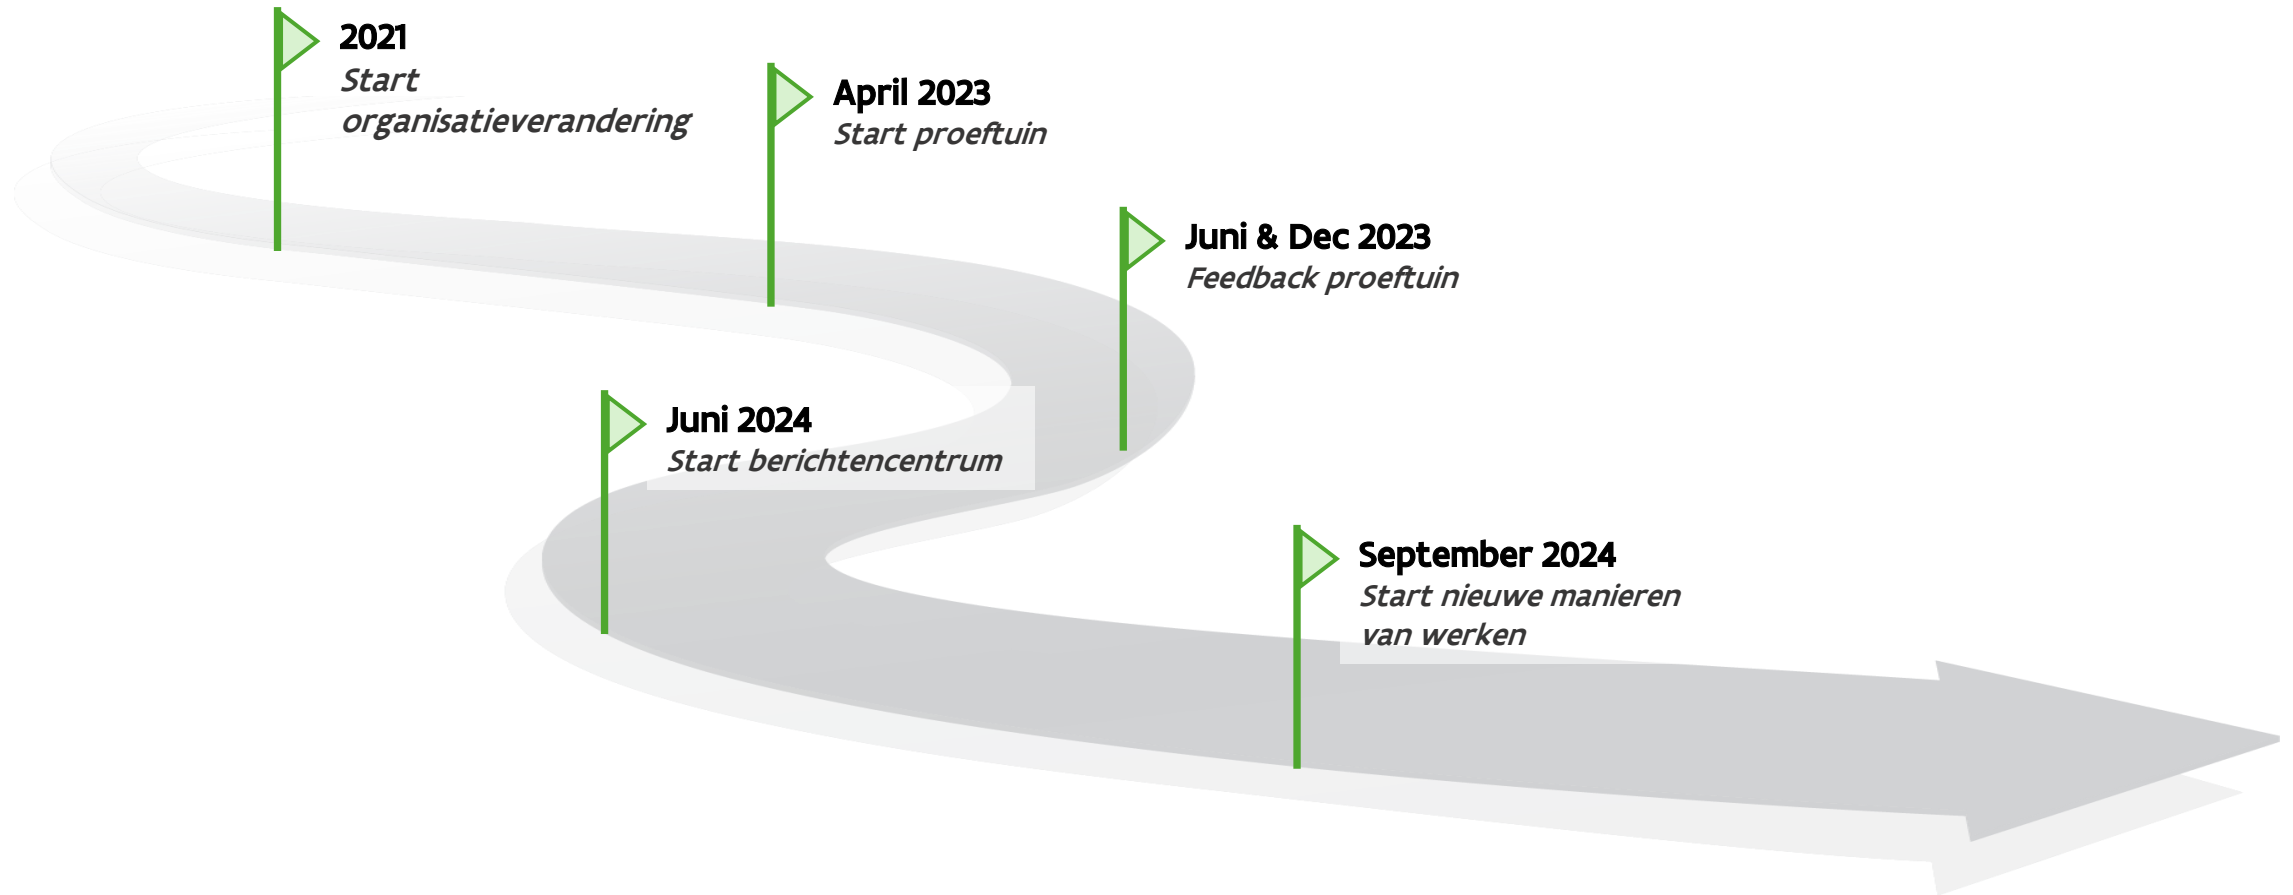 2021
Start
organisatieverandering
April 2023
Start proeftuin
Juni & Dec 2023
Feedback proeftuin
Juni 2024
Start berichtencentrum
September 2024
Start nieuwe manieren
van werken